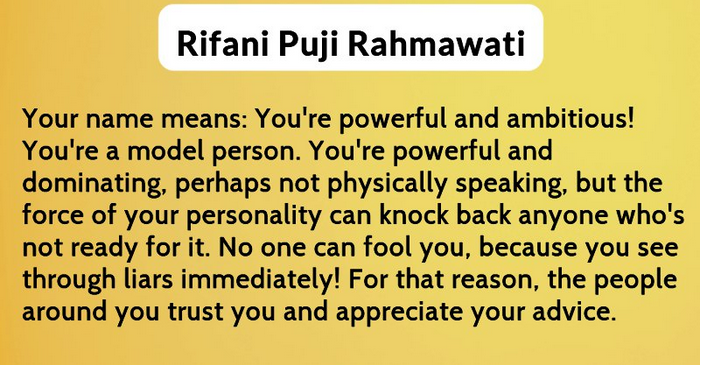 Rifani Puji Rahmawati
Your name means: You're powerful and ambitious!
You're a model person. You're powerful and
dominating, perhaps not physically speaking, but the
force of your personality can knock back anyone who's
not ready for it. No one can fool you, because you see
through liars immediately! For that reason, the people
around you trust you and appreciate your advice.